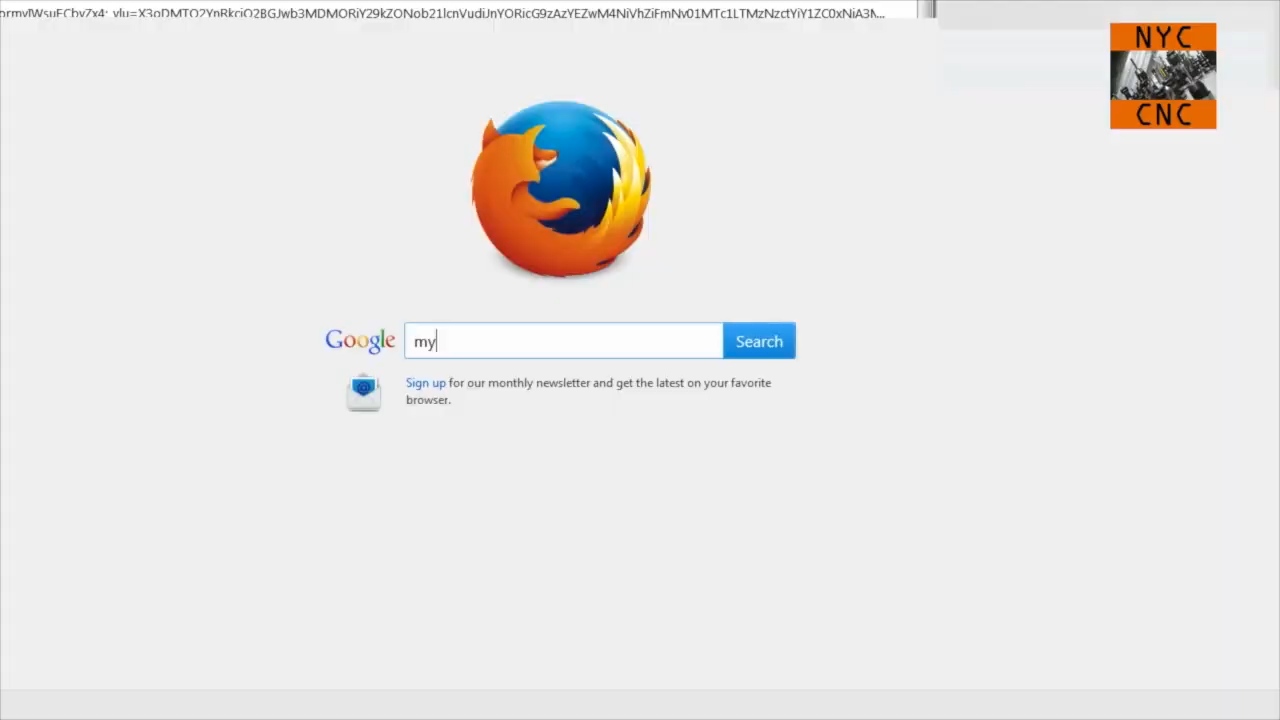 NYC
CNC
Google
my
Search
Sign up for our monthly newsletter and get the latest on your favorite
browser.